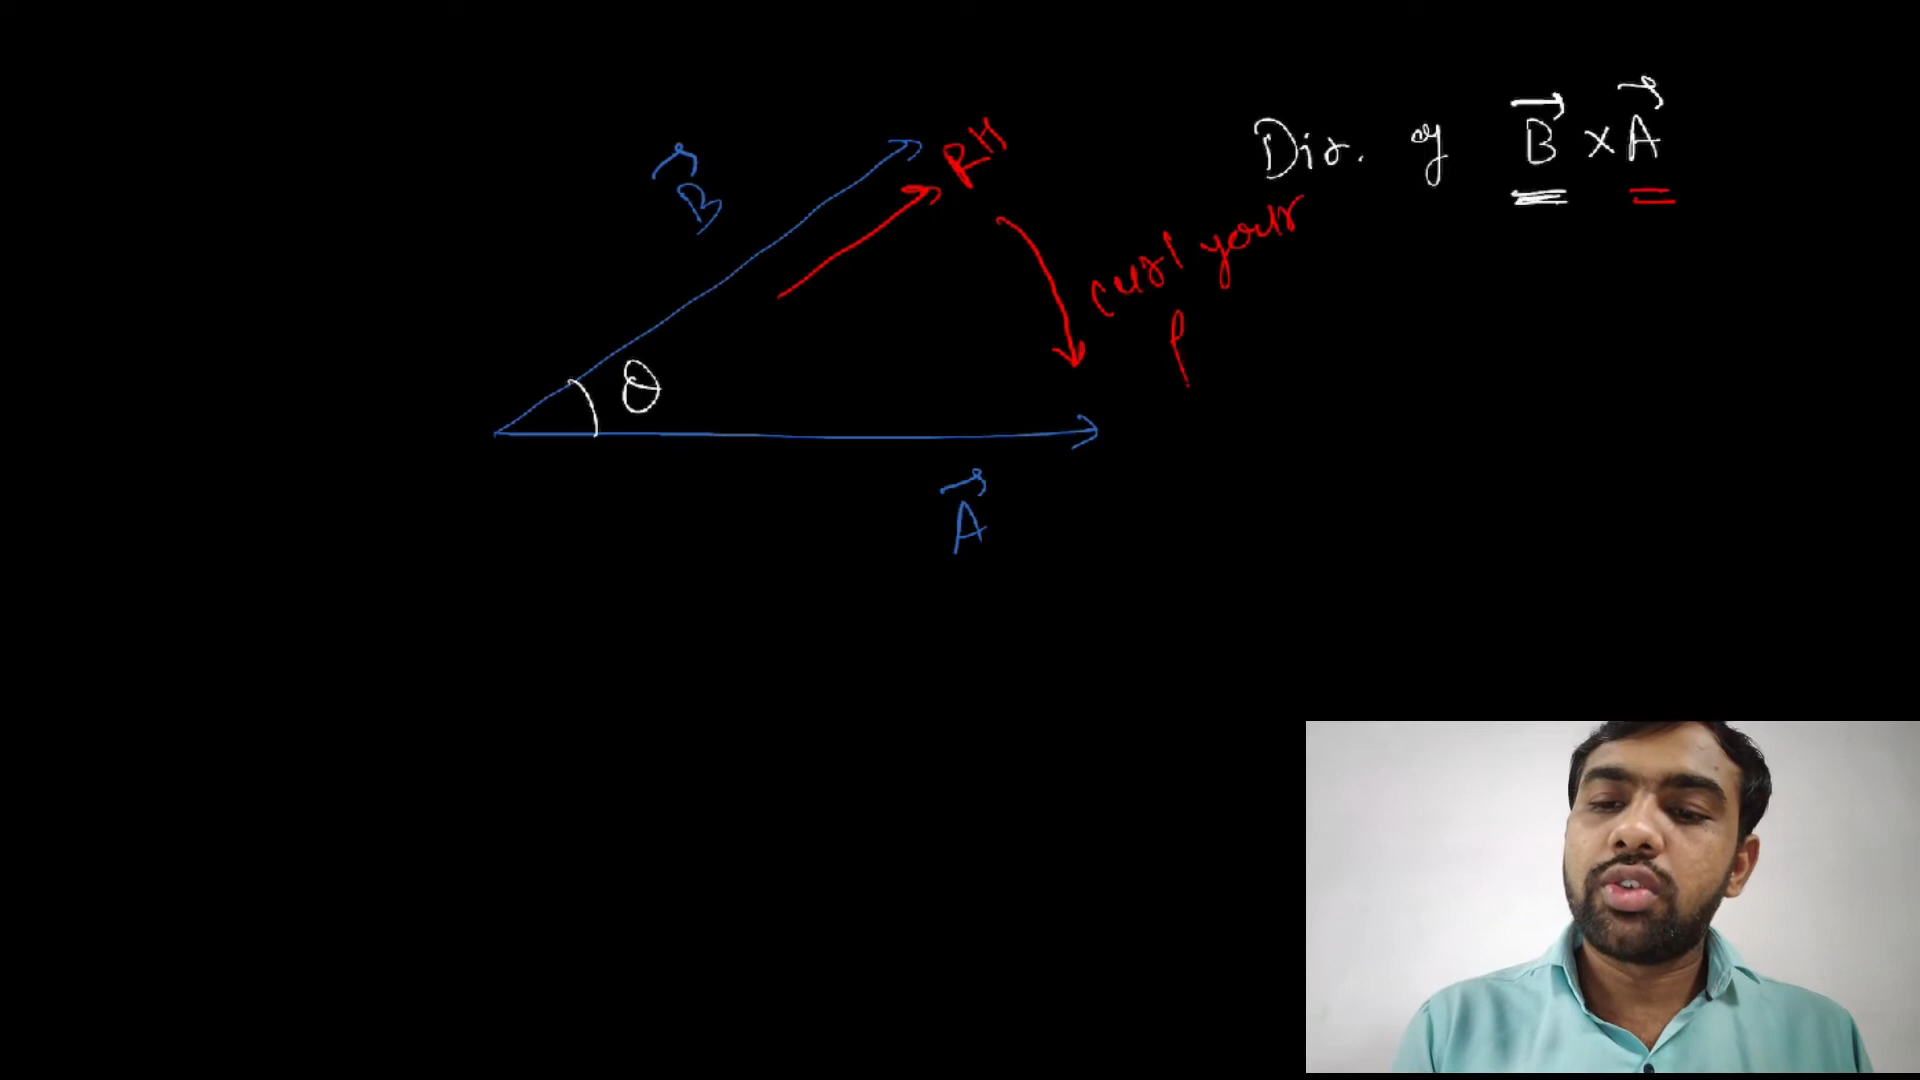 Dir. of B⃗ × A⃗
RH
B⃗
curl your
f
θ
A⃗